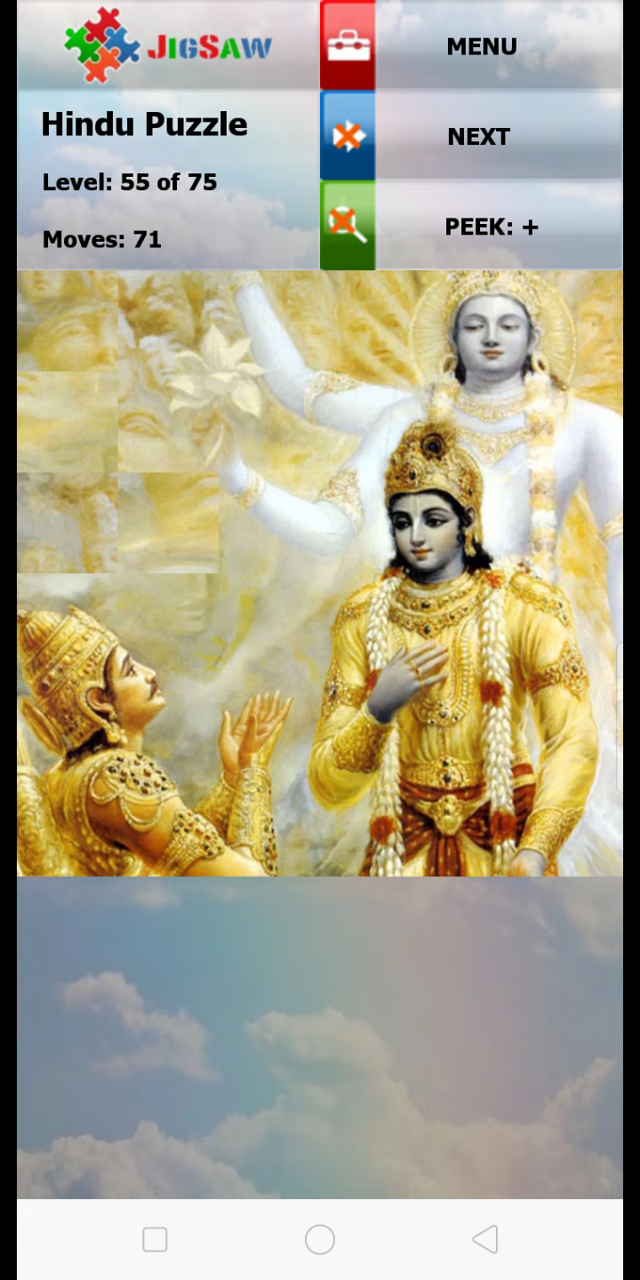 JIGSAW
MENU
Hindu Puzzle
NEXT
Level: 55 of 75
PEEK: +
Moves: 71